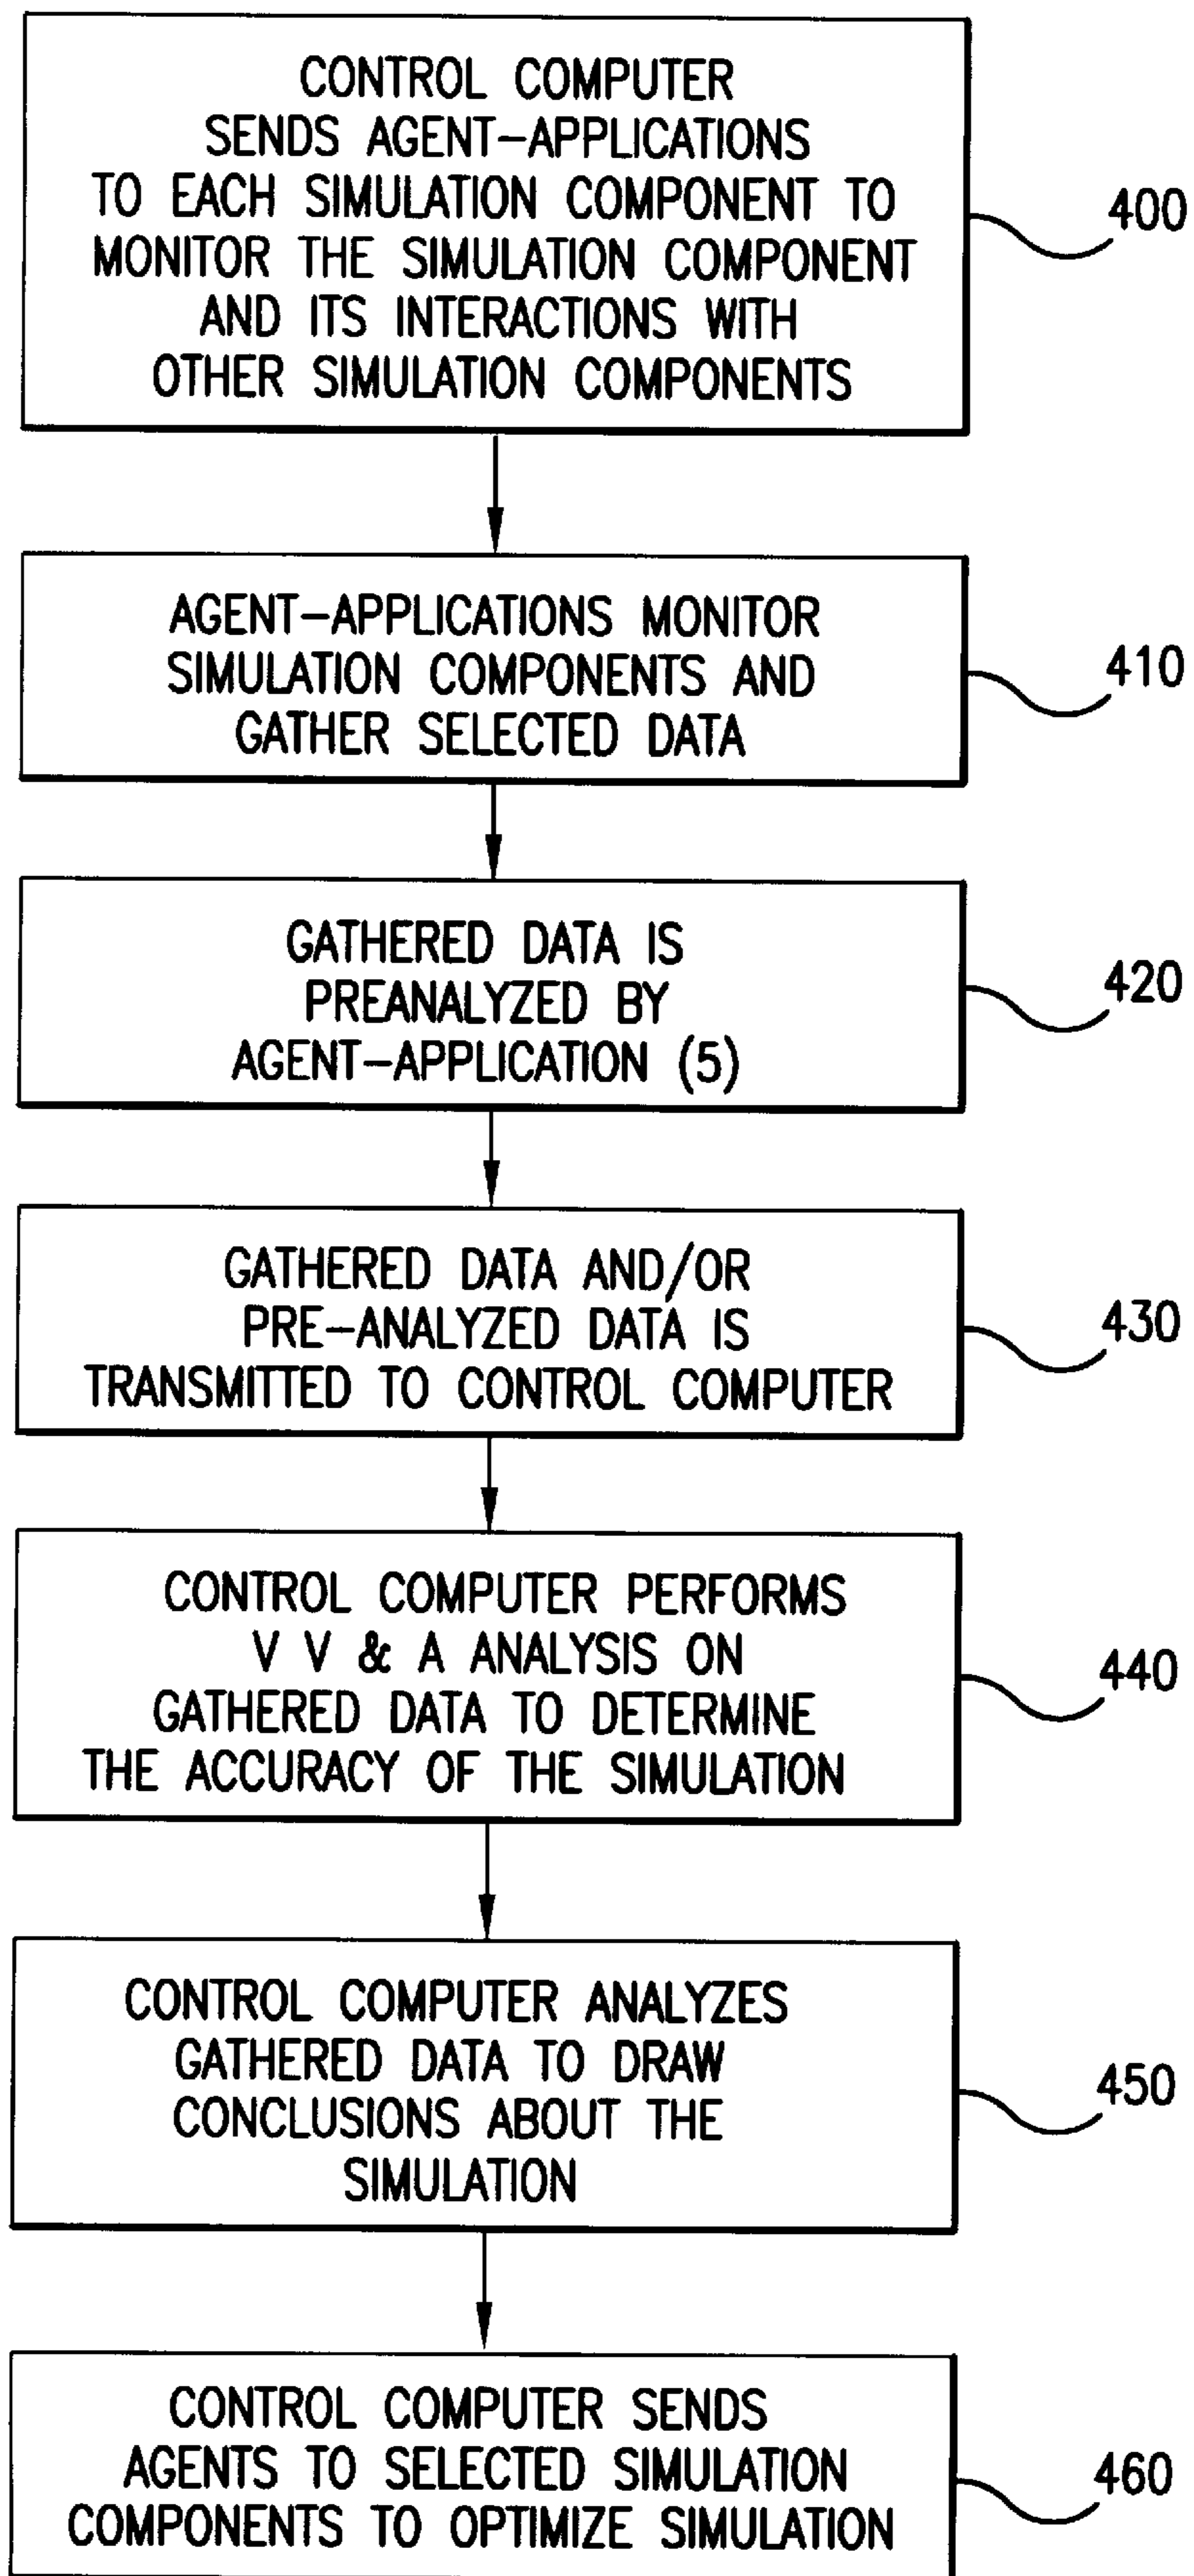 CONTROL COMPUTER
SENDS AGENT-APPLICATIONS
TO EACH SIMULATION COMPONENT TO
MONITOR THE SIMULATION COMPONENT
AND ITS INTERACTIONS WITH
OTHER SIMULATION COMPONENTS
400
AGENT-APPLICATIONS MONITOR
SIMULATION COMPONENTS AND
GATHER SELECTED DATA
410
GATHERED DATA IS
PREANALYZED BY
AGENT-APPLICATION (5)
420
GATHERED DATA AND/OR
PRE-ANALYZED DATA IS
TRANSMITTED TO CONTROL COMPUTER
430
CONTROL COMPUTER PERFORMS
V V & A ANALYSIS ON
GATHERED DATA TO DETERMINE
THE ACCURACY OF THE SIMULATION
440
CONTROL COMPUTER ANALYZES
GATHERED DATA TO DRAW
CONCLUSIONS ABOUT THE
SIMULATION
450
CONTROL COMPUTER SENDS
AGENTS TO SELECTED SIMULATION
COMPONENTS TO OPTIMIZE SIMULATION
460